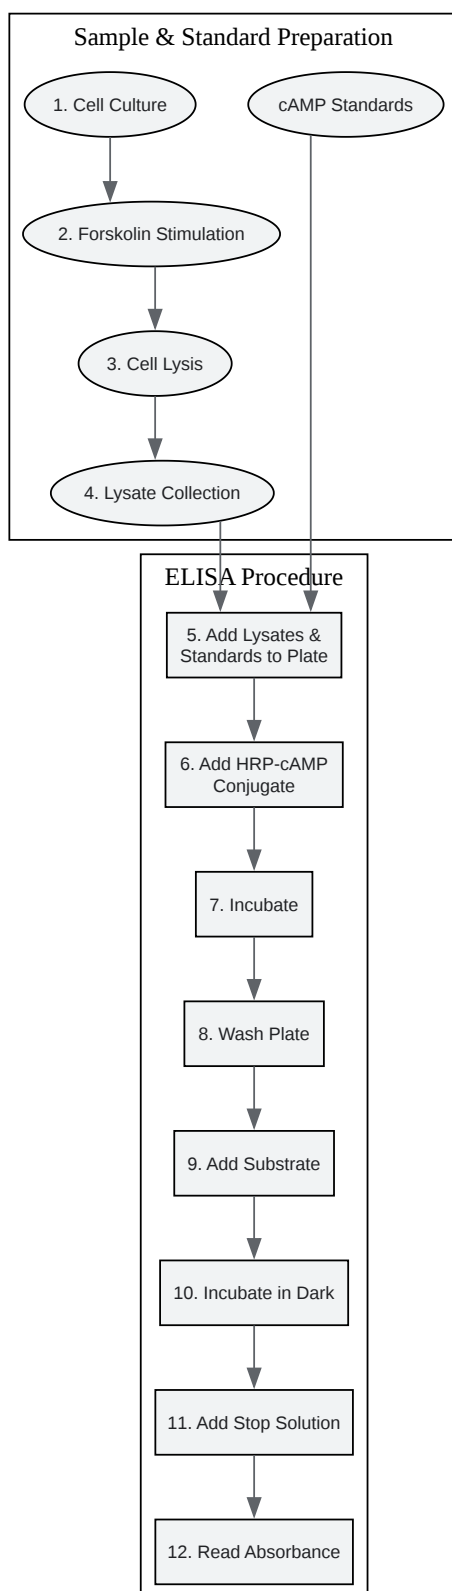 Sample & Standard Preparation
1. Cell Culture
cAMP Standards
2. Forskolin Stimulation
3. Cell Lysis
4. Lysate Collection
ELISA Procedure
5. Add Lysates &
Standards to Plate
6. Add HRP-cAMP
Conjugate
7. Incubate
8. Wash Plate
9. Add Substrate
10. Incubate in Dark
11. Add Stop Solution
12. Read Absorbance